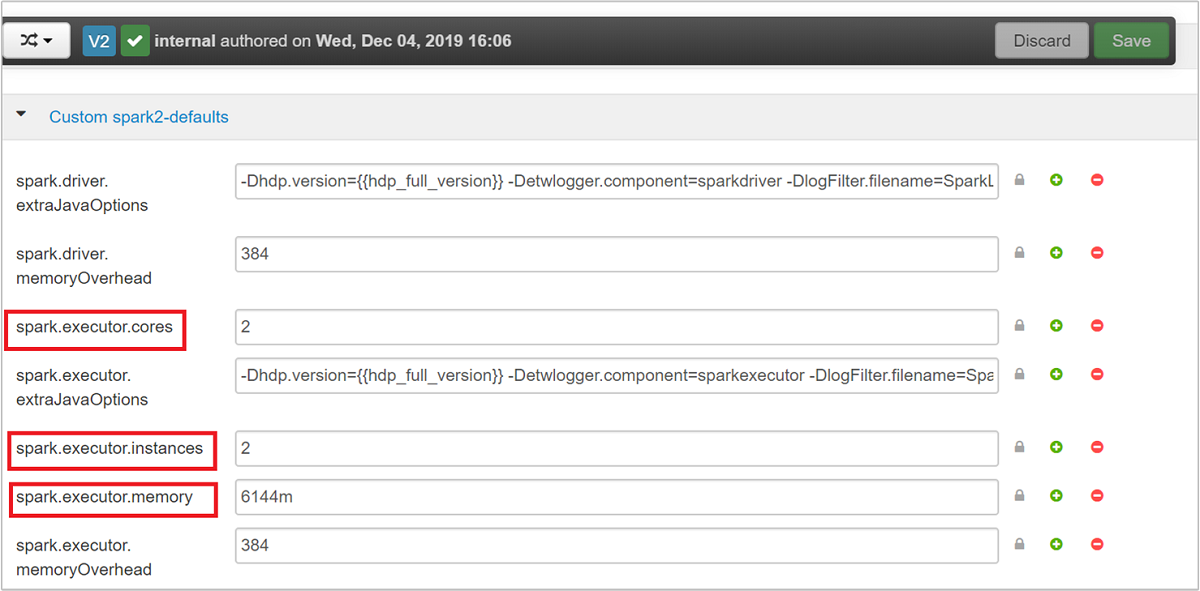 V2 internal authored on Wed, Dec 04, 2019 16:06 Discard Save
Custom spark2-defaults
spark.driver.
extraJavaOptions
-Dhdp.version={{hdp_full_version}} -Detwlogger.component=sparkdriver -DlogFilter.filename=SparkL
spark.driver.
memoryOverhead
384
spark.executor.cores
2
spark.executor.
extraJavaOptions
-Dhdp.version={{hdp_full_version}} -Detwlogger.component=sparkexecutor -DlogFilter.filename=Spa
spark.executor.instances
2
spark.executor.memory
6144m
spark.executor.
memoryOverhead
384